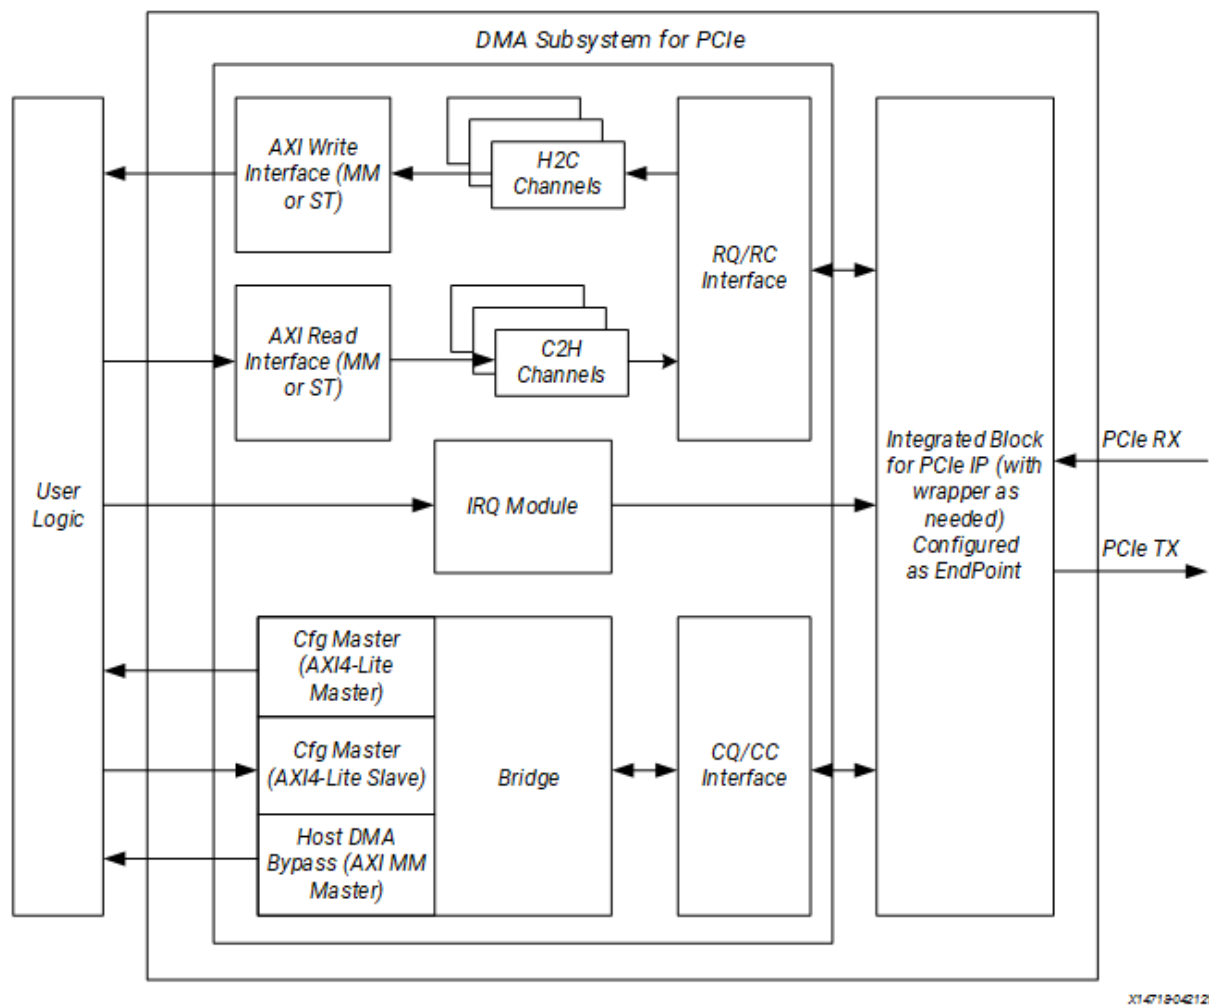 DMA Subsystem for PCIe
AXI Write
Interface (MM
or ST)
H2C
Channels
RQ/RC
Interface
AXI Read
Interface (MM
or ST)
C2H
Channels
User
Logic
IRQ Module
Integrated Block
for PCIe IP (with
wrapper as
needed)
Configured
as EndPoint
PCIe RX
PCIe TX
Cfg Master
(AXI4-Lite
Master)
Cfg Master
(AXI4-Lite Slave)
Host DMA
Bypass (AXI MM
Master)
Bridge
CQ/CC
Interface